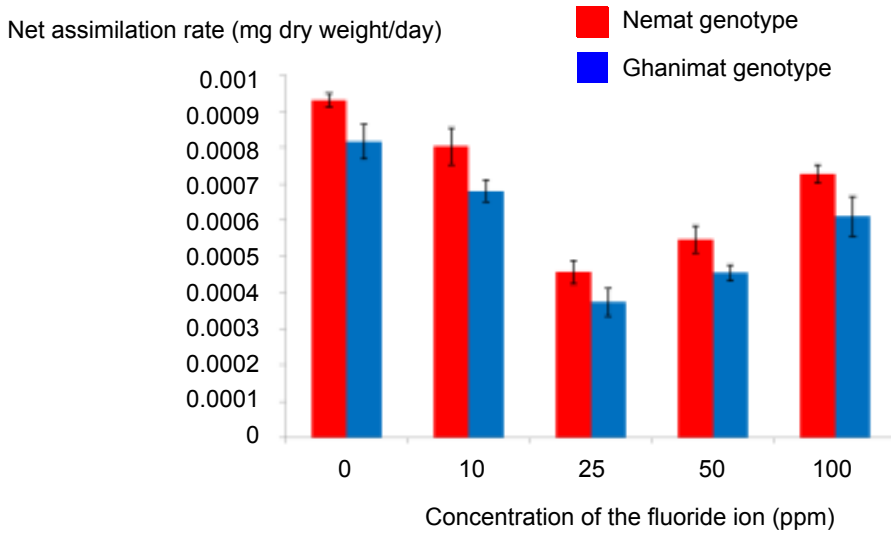 Net assimilation rate (mg dry weight/day)
Nemat genotype
Ghanimat genotype
0.001
0.0009
0.0008
0.0007
0.0006
0.0005
0.0004
0.0003
0.0002
0.0001
0
0 10 25 50 100
Concentration of the fluoride ion (ppm)